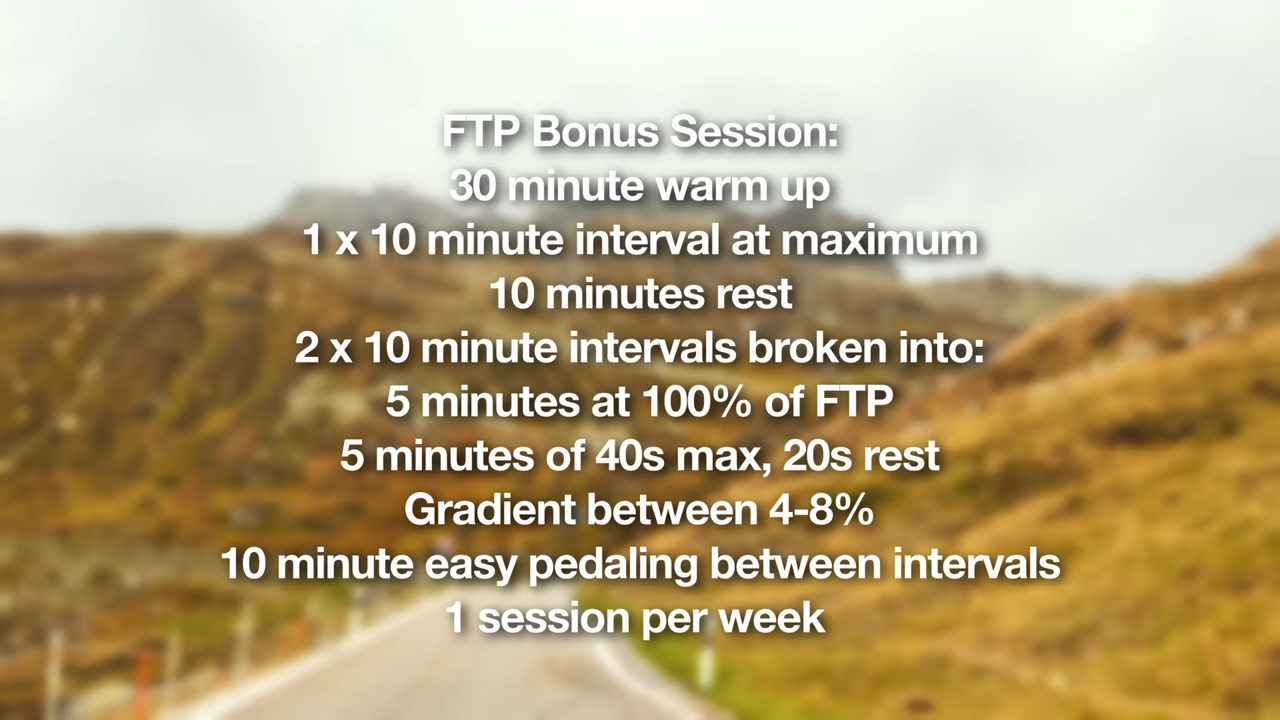 FTP Bonus Session:
30 minute warm up
1 x 10 minute interval at maximum
10 minutes rest
2 x 10 minute intervals broken into:
5 minutes at 100% of FTP
5 minutes of 40s max, 20s rest
Gradient between 4-8%
10 minute easy pedaling between intervals
1 session per week